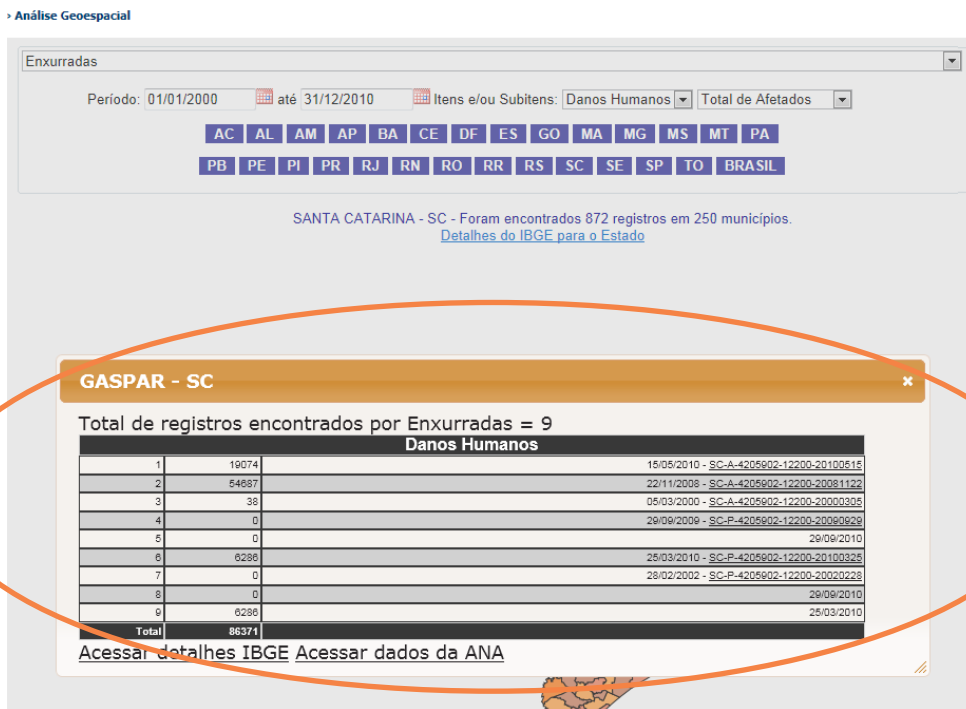 › Análise Geoespacial
Enxurradas
Período: 01/01/2000 até 31/12/2010 Itens e/ou Subitens: Danos Humanos Total de Afetados
AC AL AM AP BA CE DF ES GO MA MG MS MT PA
PB PE PI PR RJ RN RO RR RS SC SE SP TO BRASIL
SANTA CATARINA - SC - Foram encontrados 872 registros em 250 municípios.
Detalhes do IBGE para o Estado
GASPAR - SC ×
Total de registros encontrados por Enxurradas = 9
Danos Humanos
1 19074 15/05/2010 - SC-A-4205902-12200-20100515
2 54687 22/11/2008 - SC-A-4205902-12200-20081122
3 38 05/03/2000 - SC-A-4205902-12200-20000305
4 0 29/09/2009 - SC-P-4205902-12200-20090929
5 0 29/09/2010
6 6286 25/03/2010 - SC-P-4205902-12200-20100325
7 0 28/02/2002 - SC-P-4205902-12200-20020228
8 0 29/09/2010
9 6286 25/03/2010
Total 86371
Acessar detalhes IBGE Acessar dados da ANA